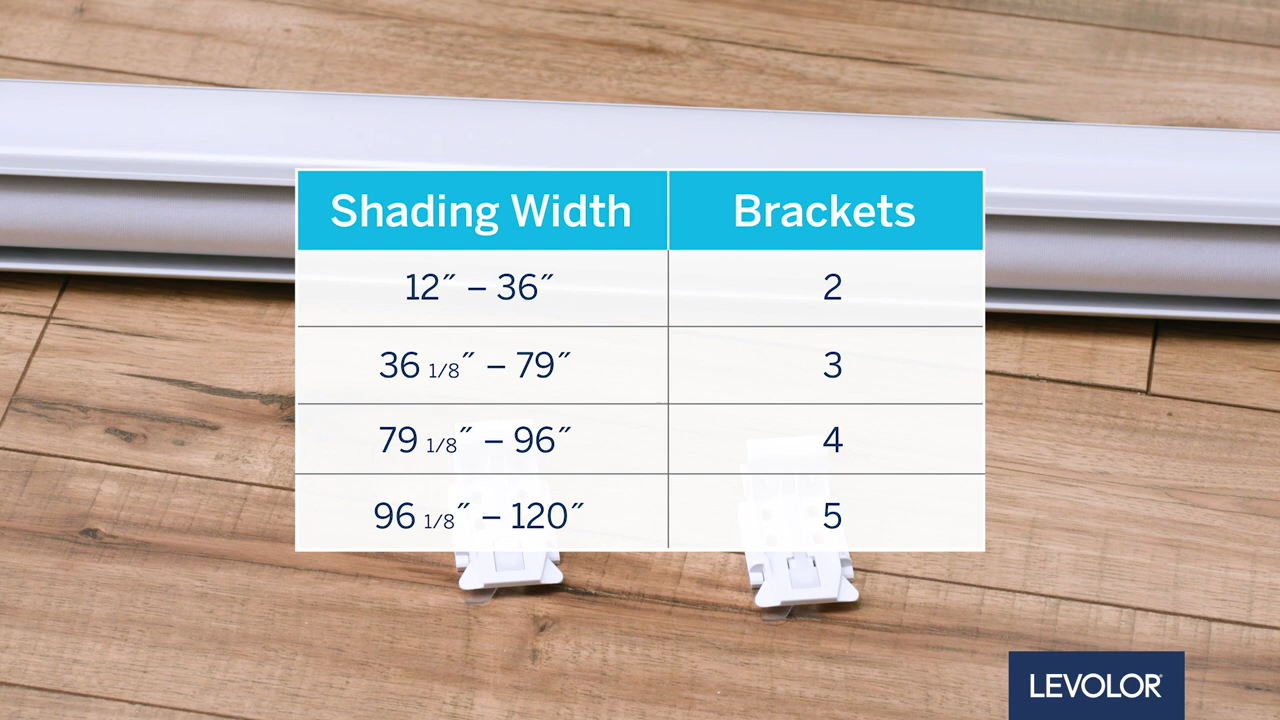 Shading Width Brackets
12″ – 36″ 2
36 1/8″ – 79″ 3
79 1/8″ – 96″ 4
96 1/8″ – 120″ 5
LEVOLOR